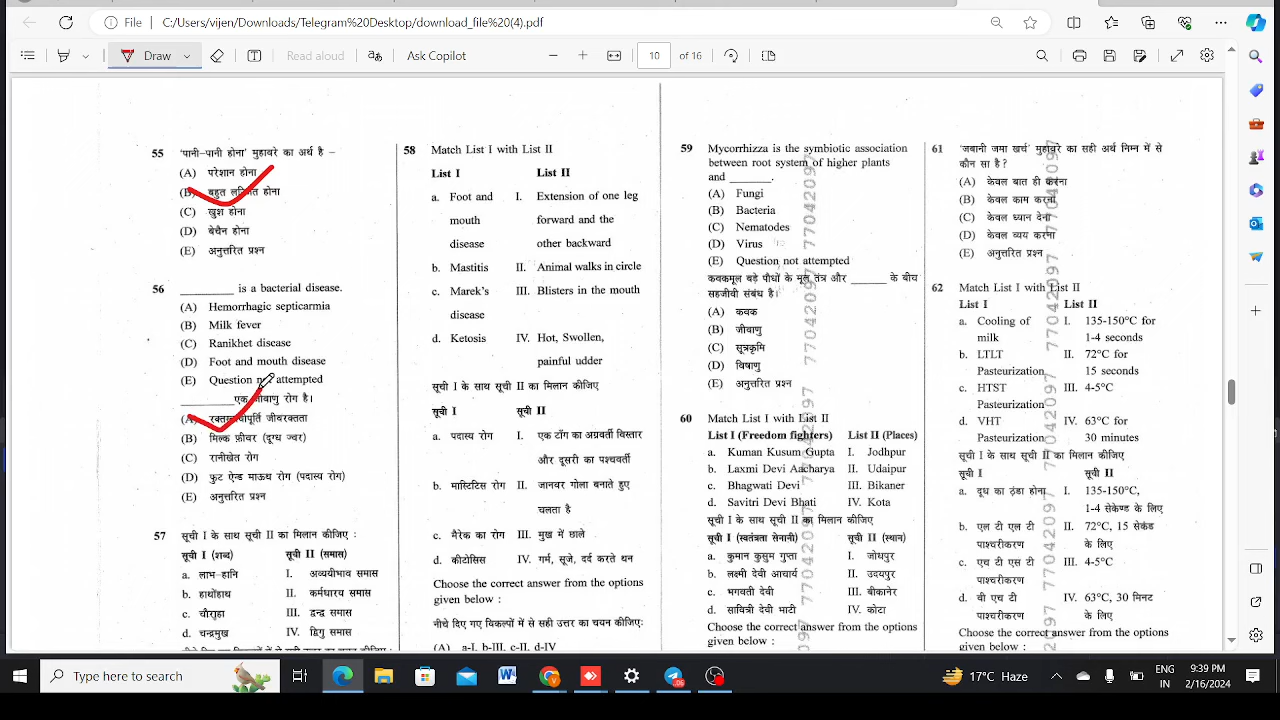 File
C:/Users/vijen/Downloads/Telegram%20Desktop/download_file%20(4).pdf
Draw
Read aloud
Ask Copilot
10 of 16
55 'पानी-पानी होना' मुहावरे का अर्थ है –
(A) परेशान होना
(B) बहुत लज्जित होना
(C) खुश होना
(D) बेचैन होना
(E) अनुत्तरित प्रश्न
56 ________ is a bacterial disease.
(A) Hemorrhagic septicarmia
(B) Milk fever
(C) Ranikhet disease
(D) Foot and mouth disease
(E) Question not attempted
________ एक जीवाणु रोग है।
(A)
(B) मिल्क फ़ीवर (दूग्ध ज्वर)
(C) रानीखेत रोग
(D) फुट ऐन्ड माऊथ रोग (पदास्य रोग)
(E) अनुत्तरित प्रश्न
57 सूची I के साथ सूची II का मिलान कीजिए :
सूची I (शब्द) सूची II (समास)
a. लाभ-हानि I. अव्ययीभाव समास
b. हाथोंहाथ II. कर्मधारय समास
c. चौराहा III. द्वन्द्व समास
d. चन्द्रमुख IV. द्विगु समास
58 Match List I with List II
List I List II
a. Foot and I. Extension of one leg
mouth forward and the
disease other backward
b. Mastitis II. Animal walks in circle
c. Marek's III. Blisters in the mouth
disease
d. Ketosis IV. Hot, Swollen,
painful udder
सूची I के साथ सूची II का मिलान कीजिए
सूची I सूची II
a. पदास्य रोग I. एक टाँग का अग्रवर्ती विस्तार
और दूसरी का पश्चवर्ती
b. मास्टिटिस रोग II. जानवर गोला बनाते हुए
चलता है
c. मैरेक का रोग III. मुख में छाले
d. कीटोसिस IV. गर्म, सूजे, दर्द करते थन
Choose the correct answer from the options
given below :
नीचे दिए गए विकल्पों में से सही उत्तर का चयन कीजिए:
(A) a-I, b-III, c-II, d-IV
59 Mycorrhizza is the symbiotic association
between root system of higher plants
and ________.
(A) Fungi
(B) Bacteria
(C) Nematodes
(D) Virus
(E) Question not attempted
कवकमूल बड़े पौधों के मूल तंत्र और ______ के बीच
सहजीवी संबंध है।
(A) कवक
(B) जीवाणु
(C) सूत्रकृमि
(D) विषाणु
(E) अनुत्तरित प्रश्न
60 Match List I with List II
List I (Freedom fighters) List II (Places)
a. Kuman Kusum Gupta I. Jodhpur
b. Laxmi Devi Aacharya II. Udaipur
c. Bhagwati Devi III. Bikaner
d. Savitri Devi Bhati IV. Kota
सूची I के साथ सूची II का मिलान कीजिए
सूची I (स्वतंत्रता सेनानी) सूची II (स्थान)
a. कुमान कुसुम गुप्ता I. जोधपुर
b. लक्ष्मी देवी आचार्य II. उदयपुर
c. भगवती देवी III. बीकानेर
d. सावित्री देवी भाटी IV. कोटा
Choose the correct answer from the options
given below :
77042097 77042097 77042097 77042097
61 'जबानी जमा खर्च' मुहावरे का सही अर्थ निम्न में से
कौन सा है ?
(A) केवल बात ही करना
(B) केवल काम करना
(C) केवल ध्यान देना
(D) केवल व्यय करना
(E) अनुत्तरित प्रश्न
62 Match List I with List II
List I List II
a. Cooling of I. 135-150°C for
milk 1-4 seconds
b. LTLT II. 72°C for
Pasteurization 15 seconds
c. HTST III. 4-5°C
Pasteurization
d. VHT IV. 63°C for
Pasteurization 30 minutes
सूची I के साथ सूची II का मिलान कीजिए
सूची I सूची II
a. दूध का ठ़ंडा होना I. 135-150°C,
1-4 सेकेण्ड के लिए
b. एल टी एल टी II. 72°C, 15 सेकंड
पाश्चरीकरण के लिए
c. एच टी एस टी III. 4-5°C
पाश्चरीकरण
d. वी एच टी IV. 63°C, 30 मिनट
पाश्चरीकरण के लिए
Choose the correct answer from the options
given below :
77042097 77042097 77042097 77042097
Type here to search
17°C Haze
ENG
IN
9:39 PM
2/16/2024